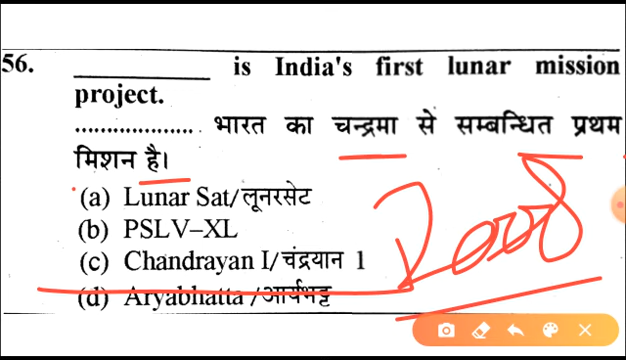 56. __________ is India's first lunar mission
project.
.................... भारत का चन्द्रमा से सम्बन्धित प्रथम
मिशन है।
(a) Lunar Sat/लूनरसेट
(b) PSLV–XL
(c) Chandrayan I/चंद्रयान 1
2008
(d) Aryabhatta /आर्यभट्ट